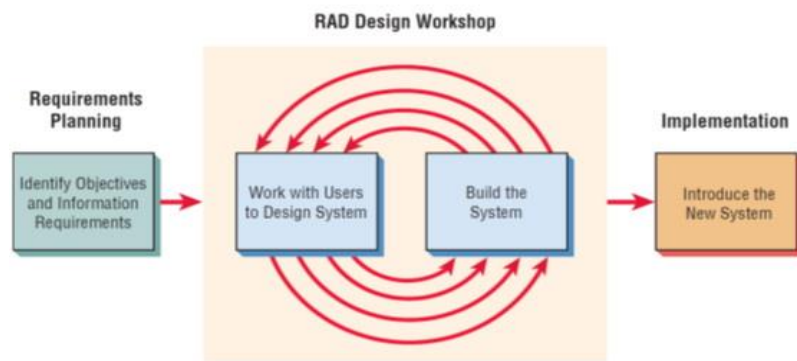 RAD Design Workshop
Requirements
Planning
Identify Objectives
and Information
Requirements
Work with Users
to Design System
Build the
System
Implementation
Introduce the
New System